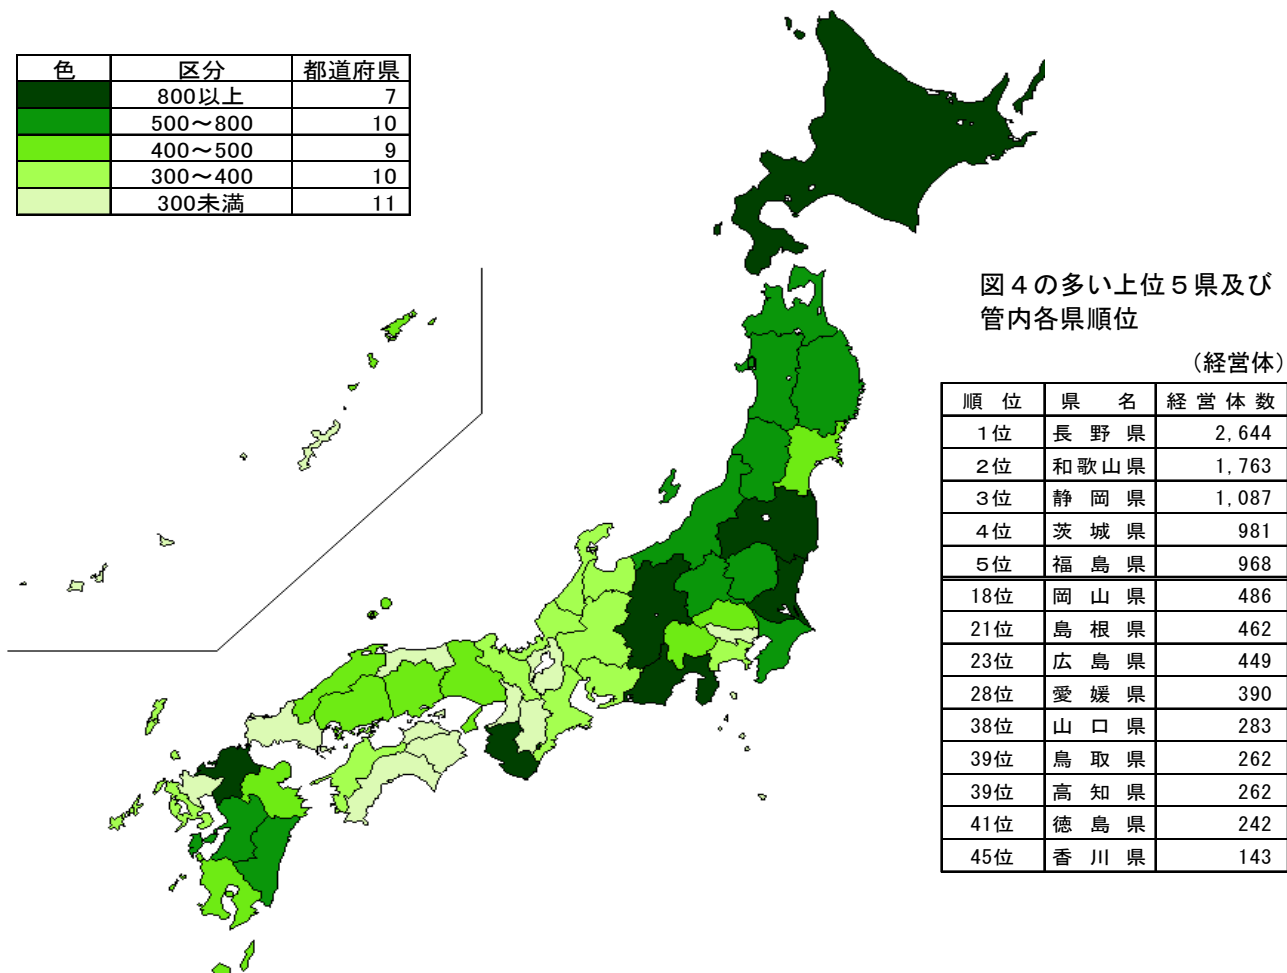 色 区分 都道府県
800以上 7
500～800 10
400～500 9
300～400 10
300未満 11
図４の多い上位５県及び
管内各県順位
（経営体）
順位 県名 経営体数
1位 長野県 2,644
2位 和歌山県 1,763
3位 静岡県 1,087
4位 茨城県 981
5位 福島県 968
18位 岡山県 486
21位 島根県 462
23位 広島県 449
28位 愛媛県 390
38位 山口県 283
39位 鳥取県 262
39位 高知県 262
41位 徳島県 242
45位 香川県 143